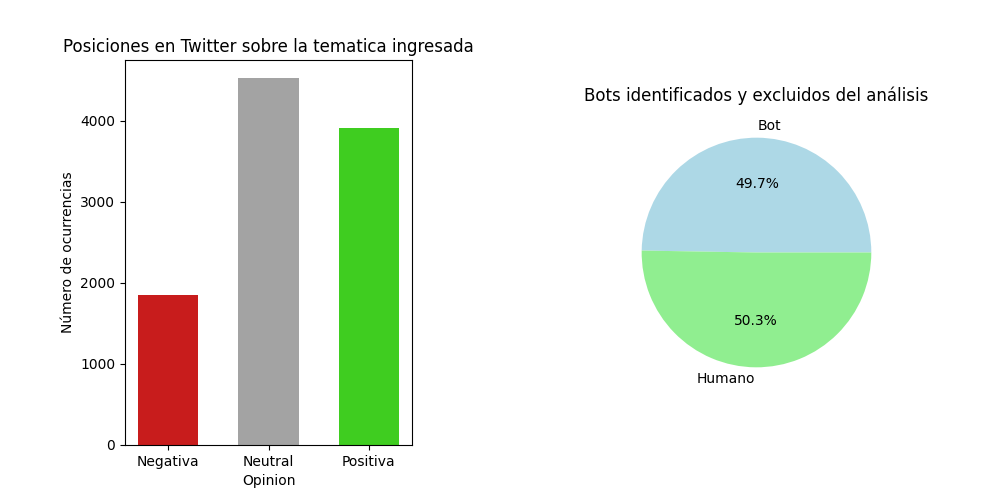 Posiciones en Twitter sobre la tematica ingresada
Número de ocurrencias
4000
3000
2000
1000
0
Negativa
Neutral
Positiva
Opinion
Bots identificados y excluidos del análisis
Bot
49.7%
50.3%
Humano